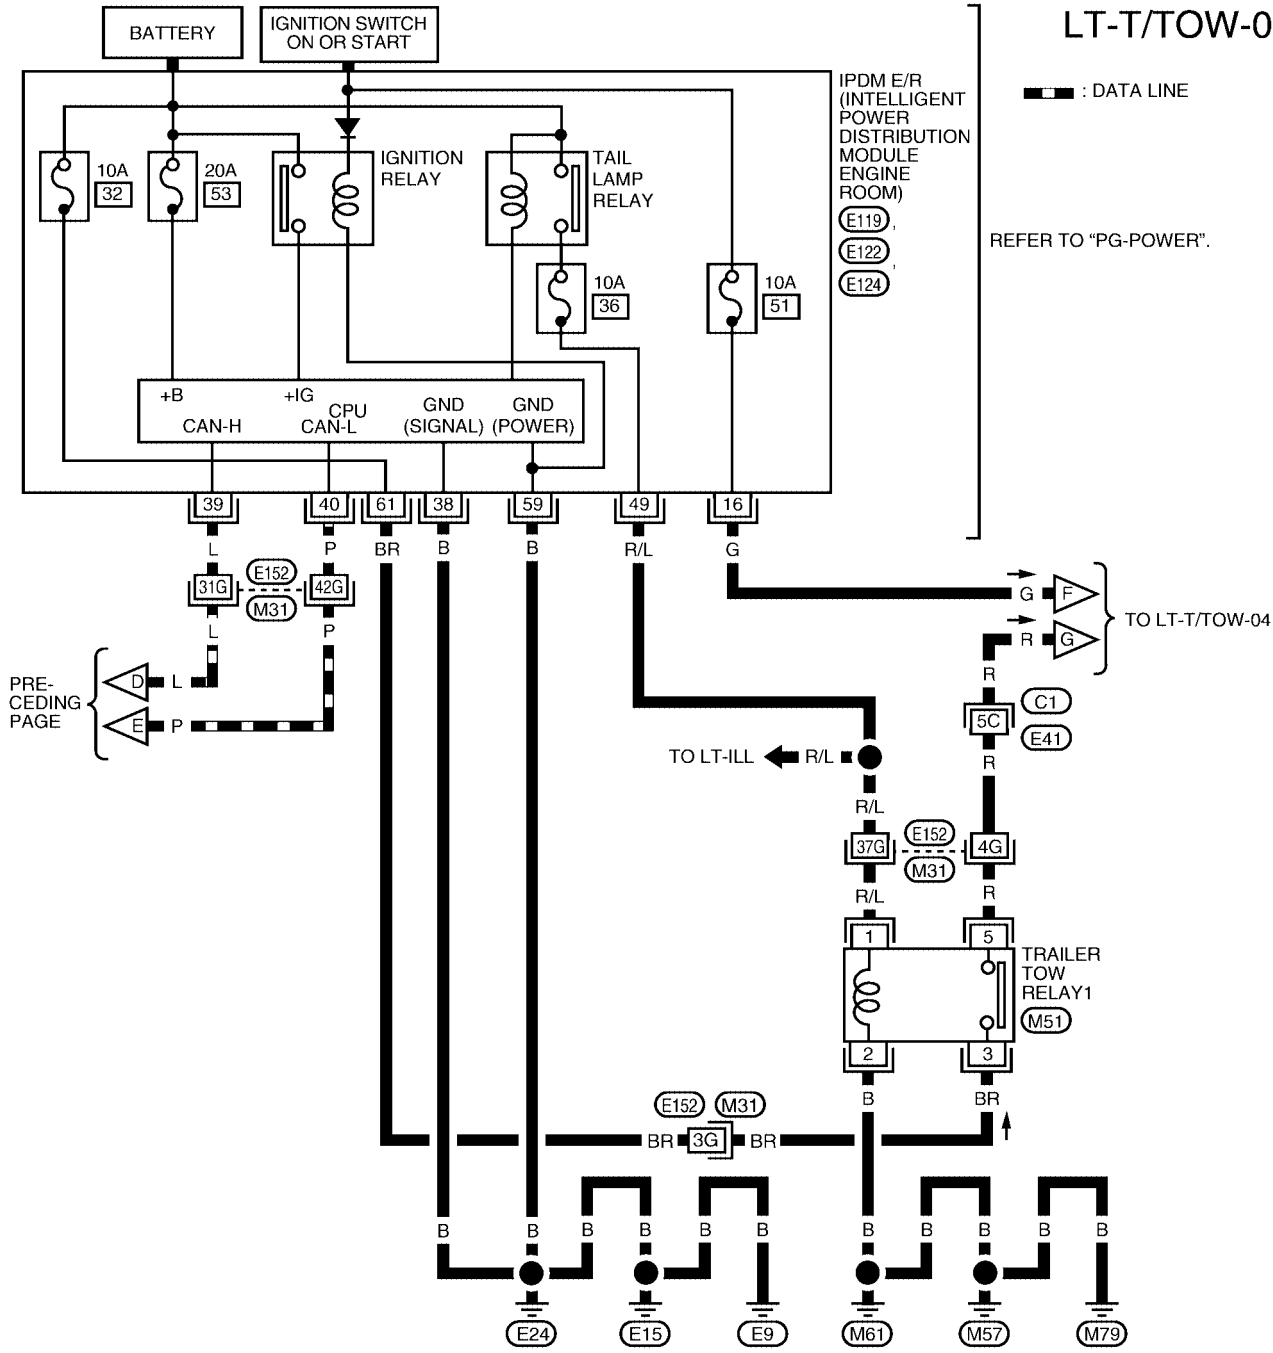 LT-T/TOW-0
BATTERY
IGNITION SWITCH
ON OR START
: DATA LINE
IPDM E/R
(INTELLIGENT
POWER
DISTRIBUTION
MODULE
ENGINE
ROOM)
E119 ,
E122 ,
E124
REFER TO “PG-POWER”.
10A
32
20A
53
IGNITION
RELAY
TAIL
LAMP
RELAY
10A
36
10A
51
+B
+IG
CPU
GND
(SIGNAL)
GND
(POWER)
CAN-H
CAN-L
39 40 61 38 59 49 16
L P BR B B R/L G
31G E152 42G
M31
L P
PRE-
CEDING
PAGE
D L
E P
G F
R G
TO LT-T/TOW-04
R
5C C1
E41
R
TO LT-ILL R/L
R/L
37G E152 4G
M31
R/L R
1 5
TRAILER
TOW
RELAY1
M51
2 3
B BR
E152 M31
BR 3G BR
B B B B B B B B B B B
E24 E15 E9 M61 M57 M79